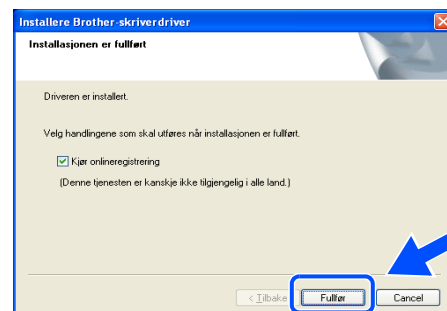 Installere Brother-skriverdriver
Installasjonen er fullført
Driveren er installert.
Velg handlingene som skal utføres når installasjonen er fullført.
Kjør onlineregistrering
(Denne tjenesten er kanskje ikke tilgjengelig i alle land.)
< Tilbake Fullfør Cancel